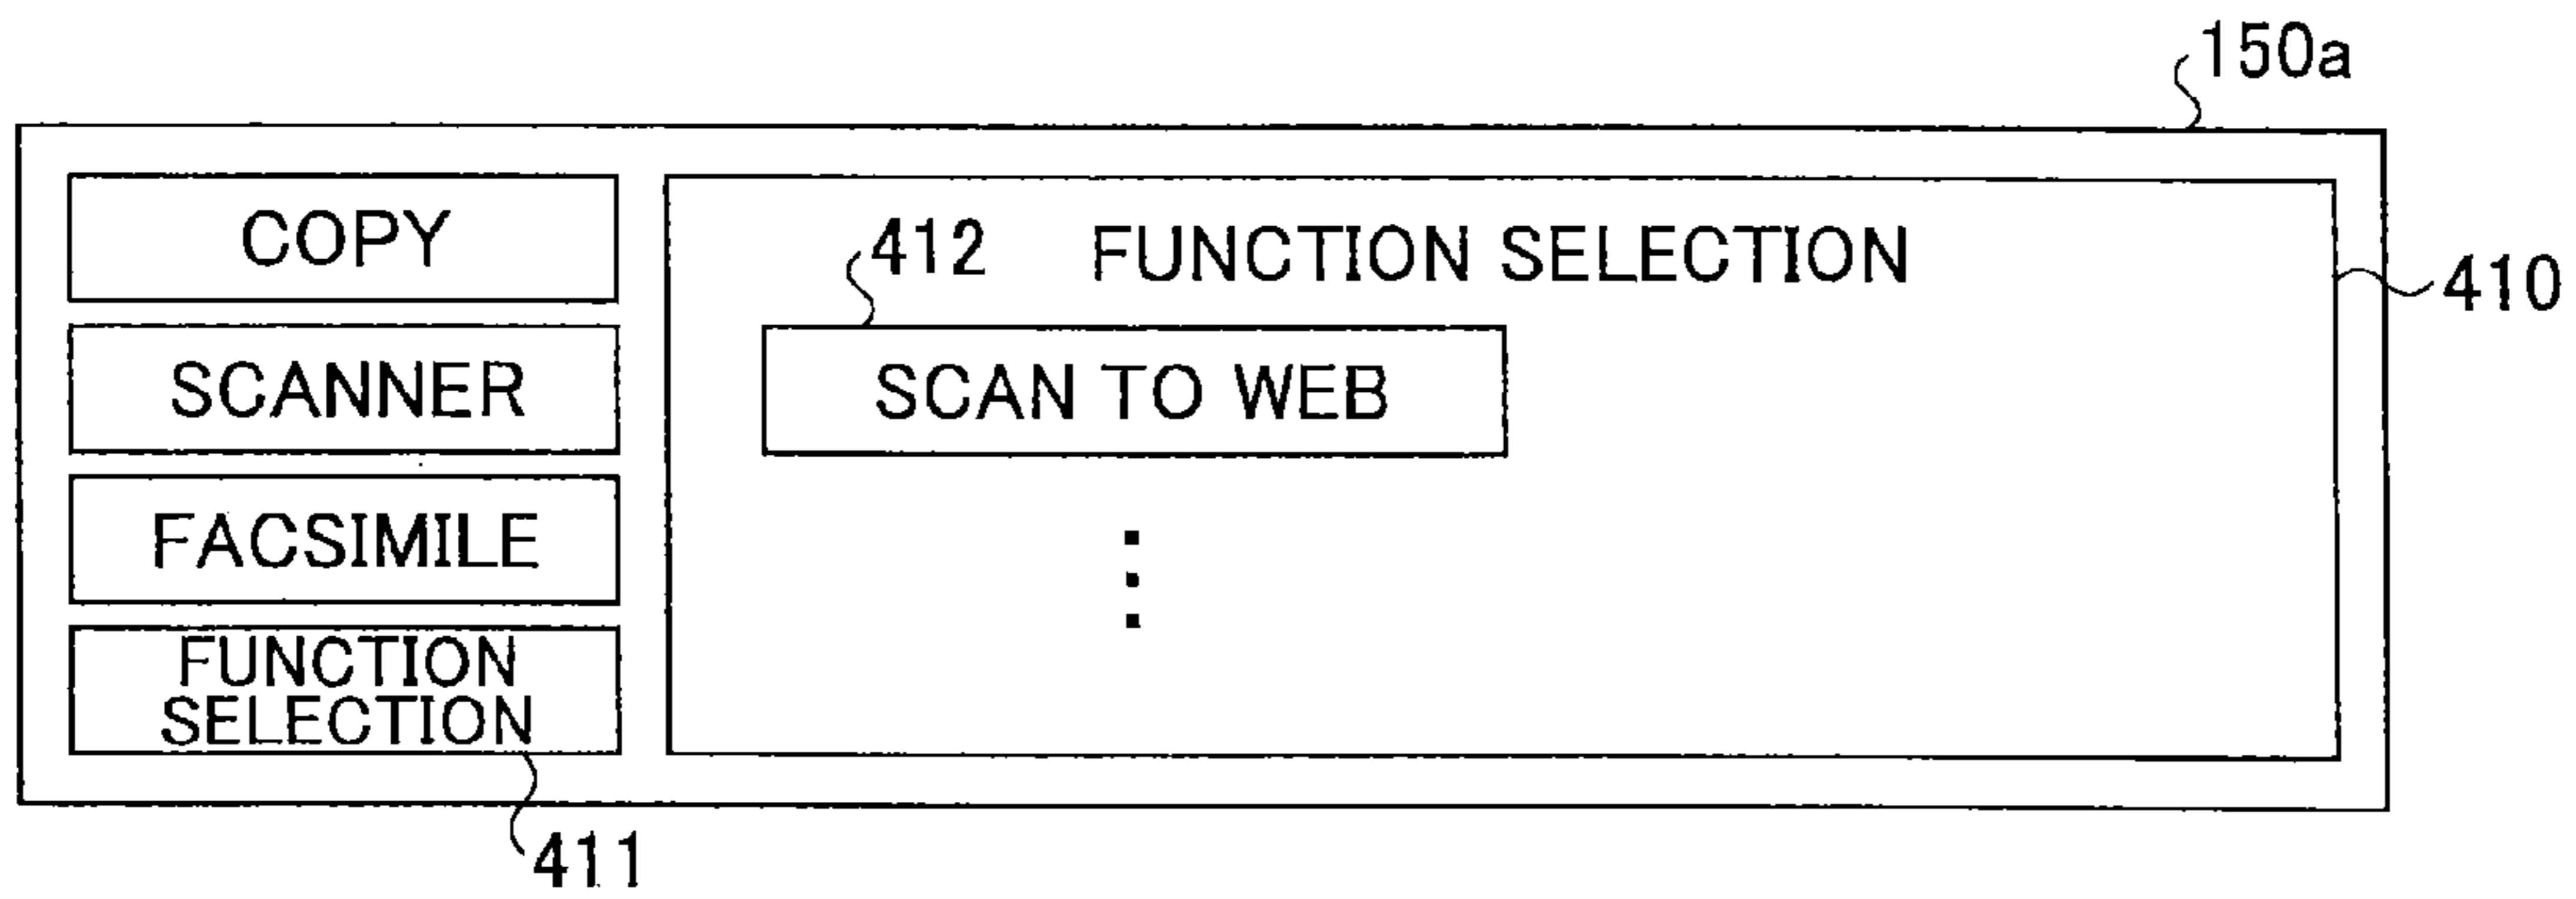 150a
COPY
SCANNER
FACSIMILE
FUNCTION
SELECTION
411
412
FUNCTION SELECTION
410
SCAN TO WEB